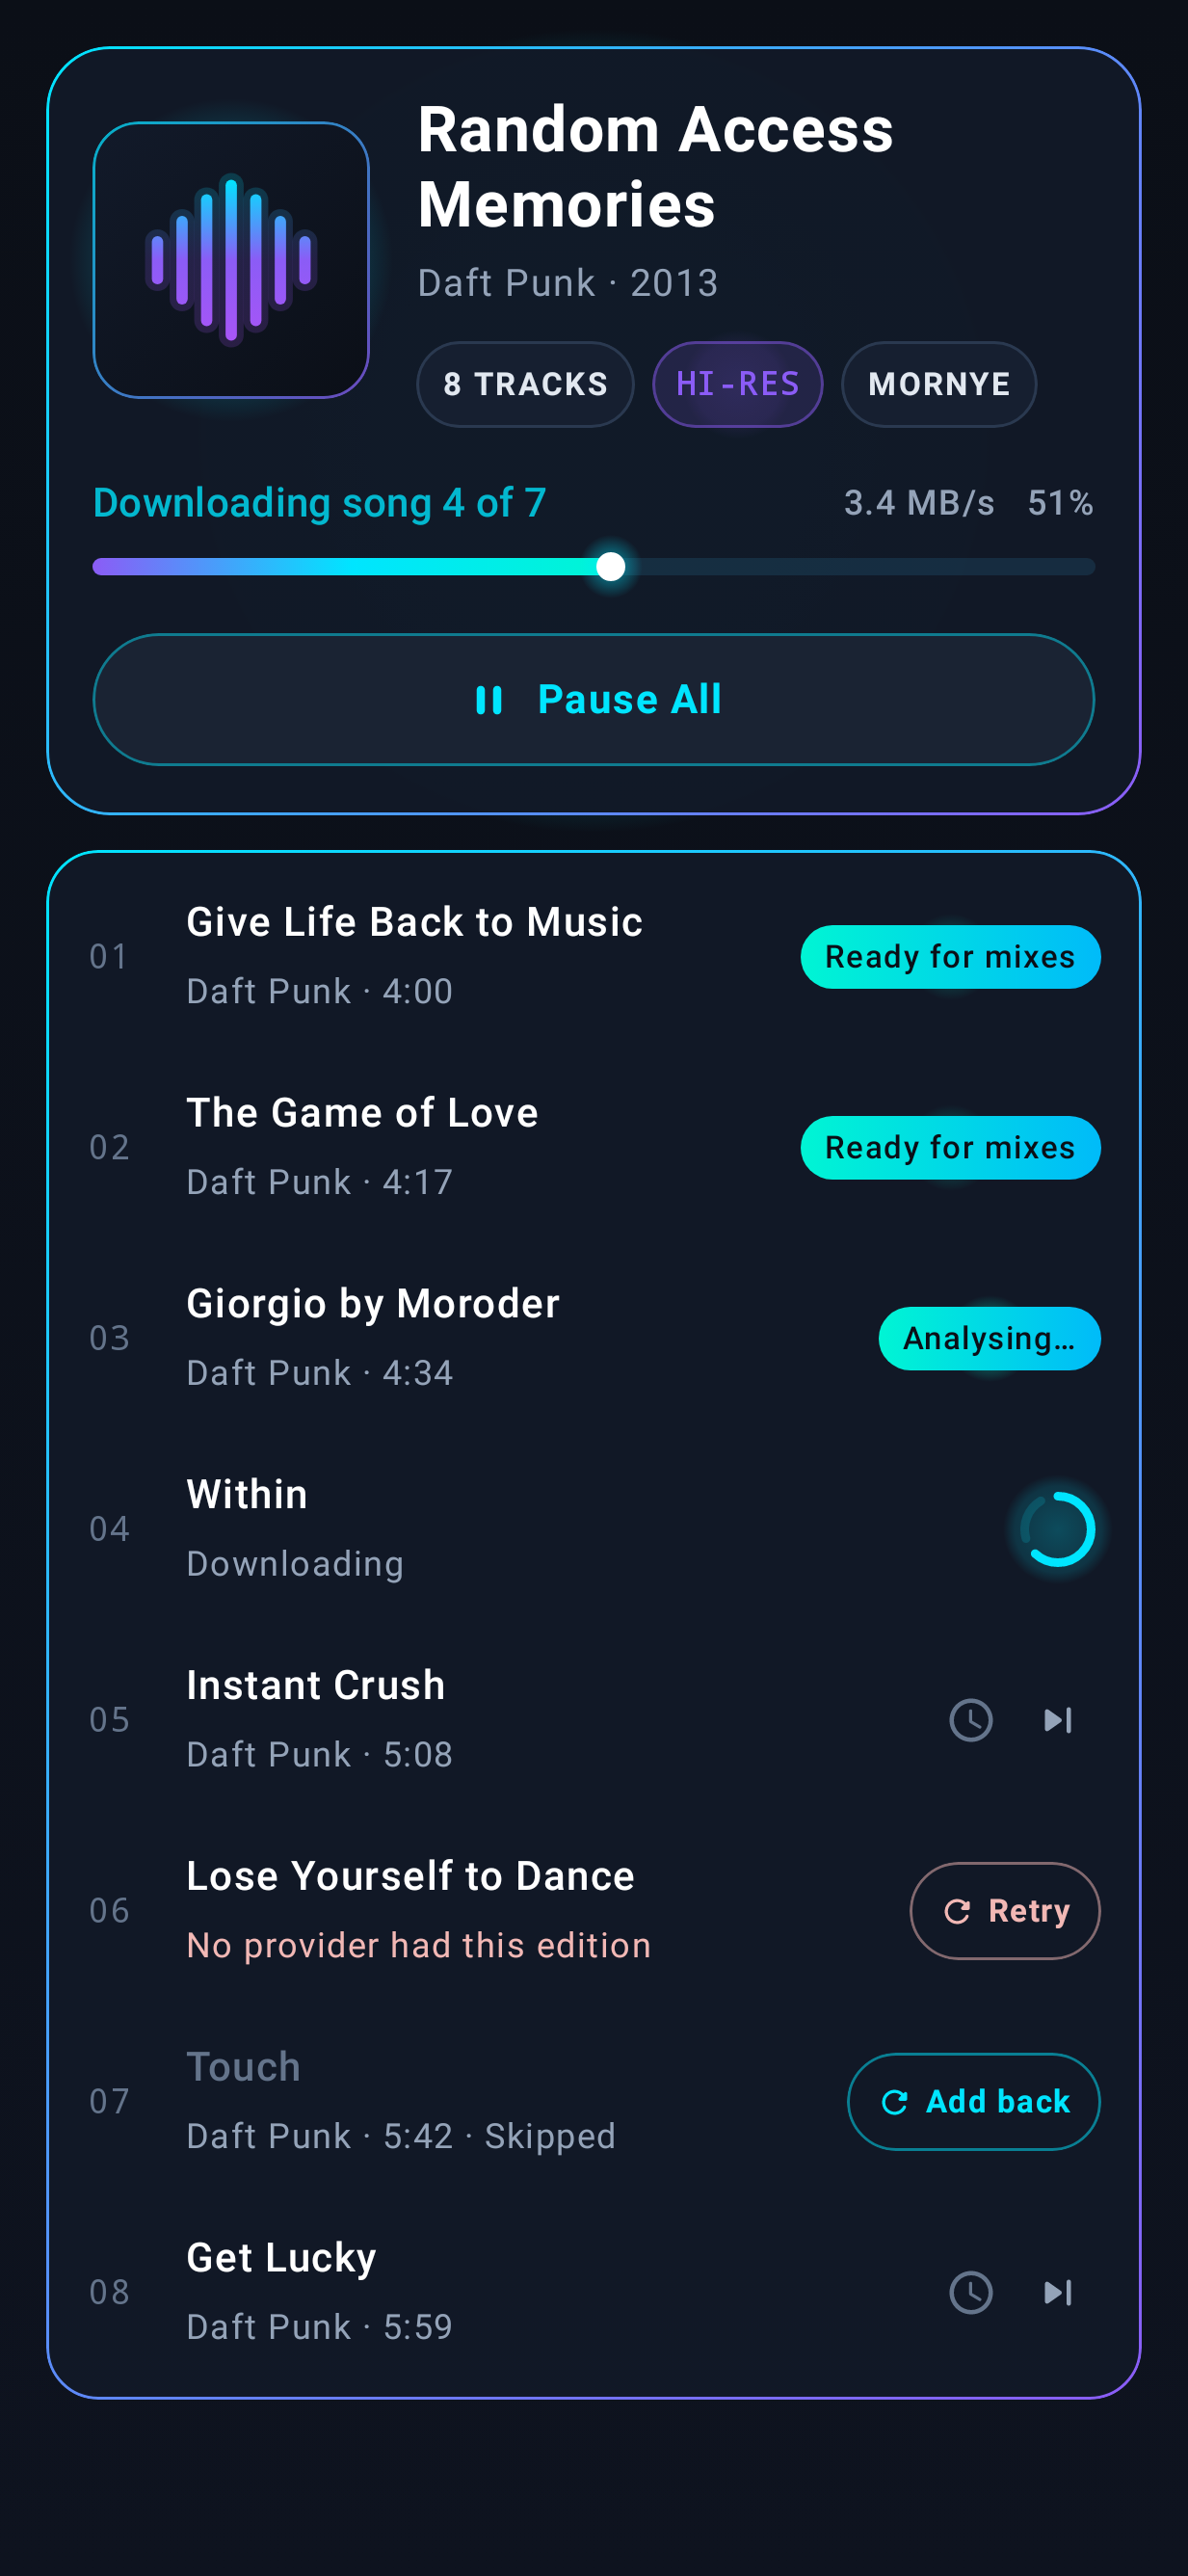 Random Access
Memories
Daft Punk · 2013
8 TRACKS HI-RES MORNYE
Downloading song 4 of 7 3.4 MB/s 51%
Pause All
01 Give Life Back to Music
Daft Punk · 4:00
Ready for mixes
02 The Game of Love
Daft Punk · 4:17
Ready for mixes
03 Giorgio by Moroder
Daft Punk · 4:34
Analysing…
04 Within
Downloading
05 Instant Crush
Daft Punk · 5:08
06 Lose Yourself to Dance
No provider had this edition
Retry
07 Touch
Daft Punk · 5:42 · Skipped
Add back
08 Get Lucky
Daft Punk · 5:59